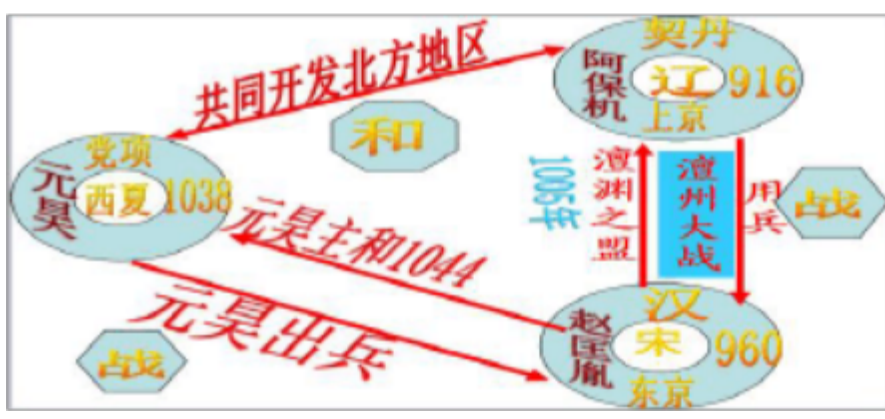 契丹
阿保机
辽
916
上京
共同开发北方地区
和
党项
元昊
西夏
1038
元昊主和1044
元昊出兵
战
1005年
澶渊之盟
澶州大战
用兵
战
汉
赵匡胤
宋
960
东京